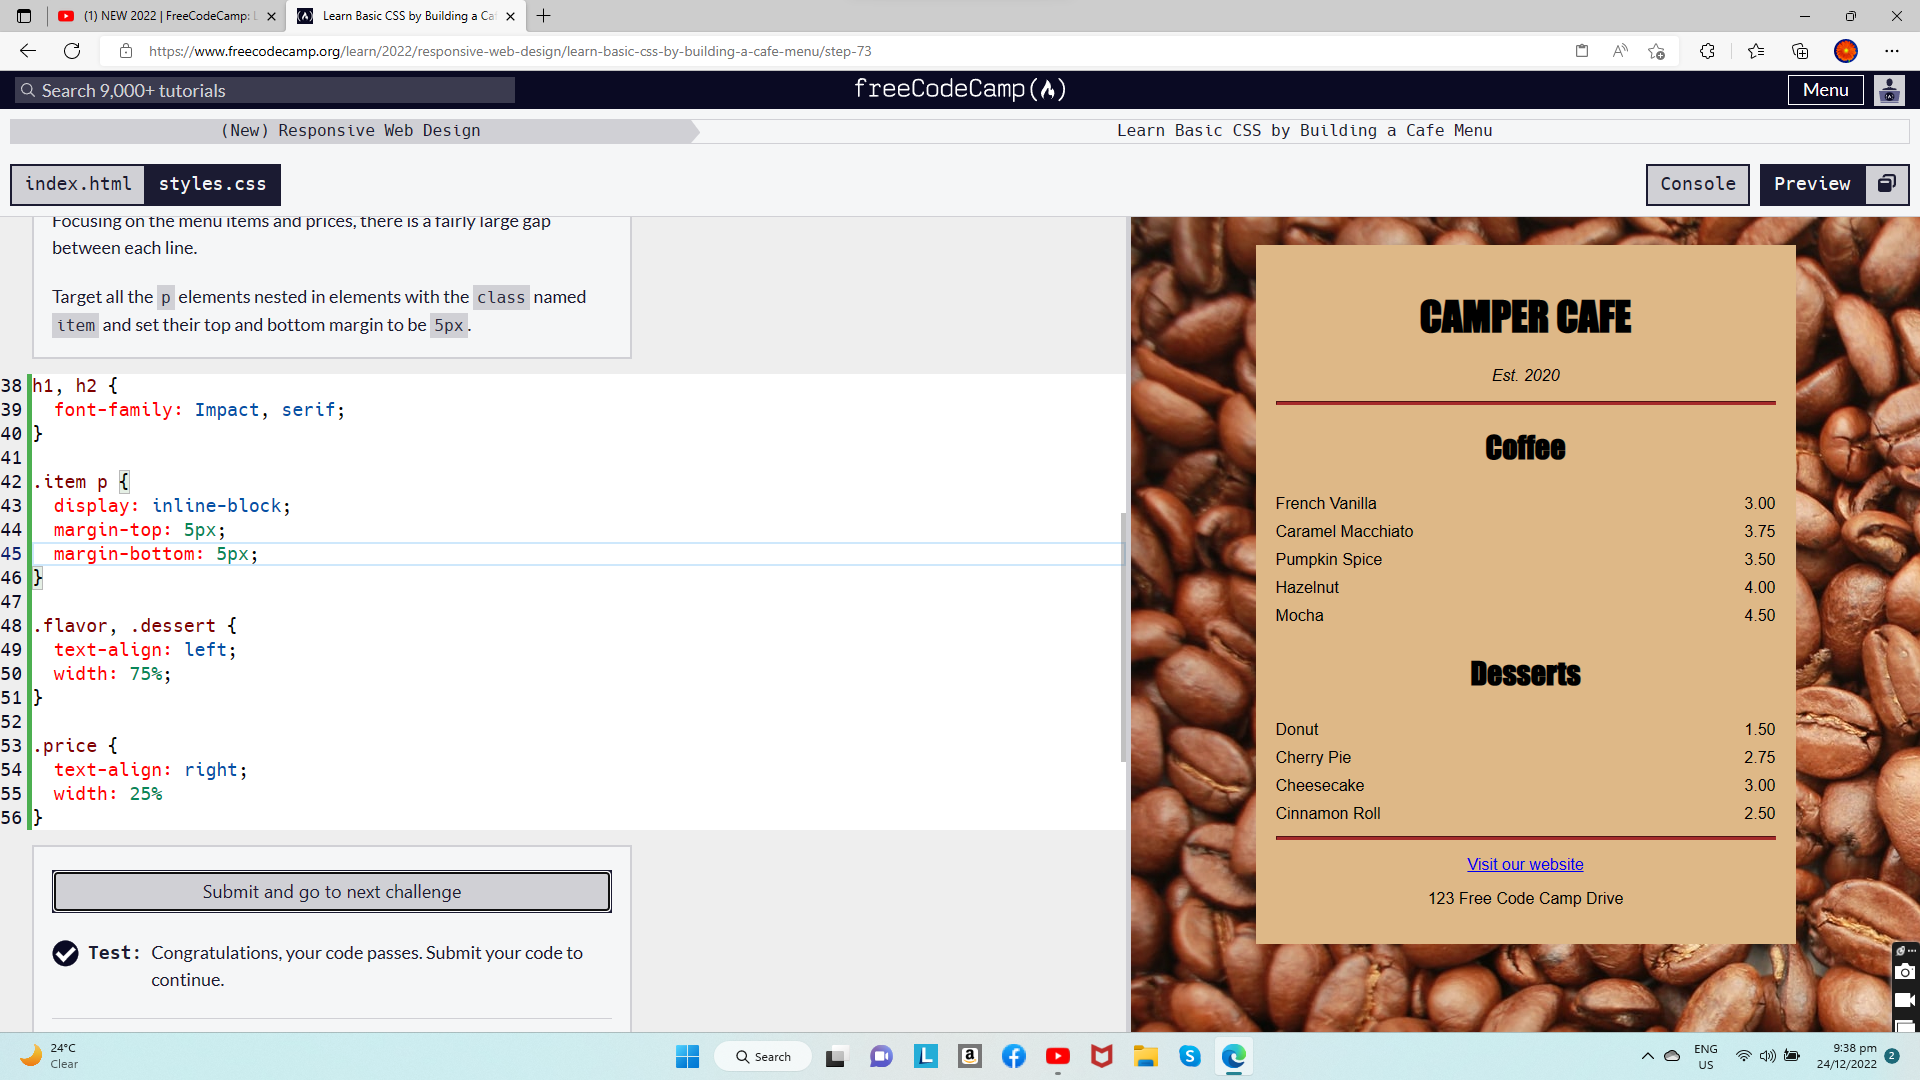 (1) NEW 2022 | FreeCodeCamp:
Learn Basic CSS by Building a Ca
https://www.freecodecamp.org/learn/2022/responsive-web-design/learn-basic-css-by-building-a-cafe-menu/step-73
Search 9,000+ tutorials
freeCodeCamp
Menu
(New) Responsive Web Design
Learn Basic CSS by Building a Cafe Menu
index.html
styles.css
Console
Preview
Focusing on the menu items and prices, there is a fairly large gap
between each line.
Target all the p elements nested in elements with the class named
item and set their top and bottom margin to be 5px.
38 h1, h2 {
39 font-family: Impact, serif;
40 }
41
42 .item p {
43 display: inline-block;
44 margin-top: 5px;
45 margin-bottom: 5px;
46 }
47
48 .flavor, .dessert {
49 text-align: left;
50 width: 75%;
51 }
52
53 .price {
54 text-align: right;
55 width: 25%
56 }
Submit and go to next challenge
Test: Congratulations, your code passes. Submit your code to
continue.
CAMPER CAFE
Est. 2020
Coffee
French Vanilla 3.00
Caramel Macchiato 3.75
Pumpkin Spice 3.50
Hazelnut 4.00
Mocha 4.50
Desserts
Donut 1.50
Cherry Pie 2.75
Cheesecake 3.00
Cinnamon Roll 2.50
Visit our website
123 Free Code Camp Drive
24°C
Clear
Search
ENG
US
9:38 pm
24/12/2022
2